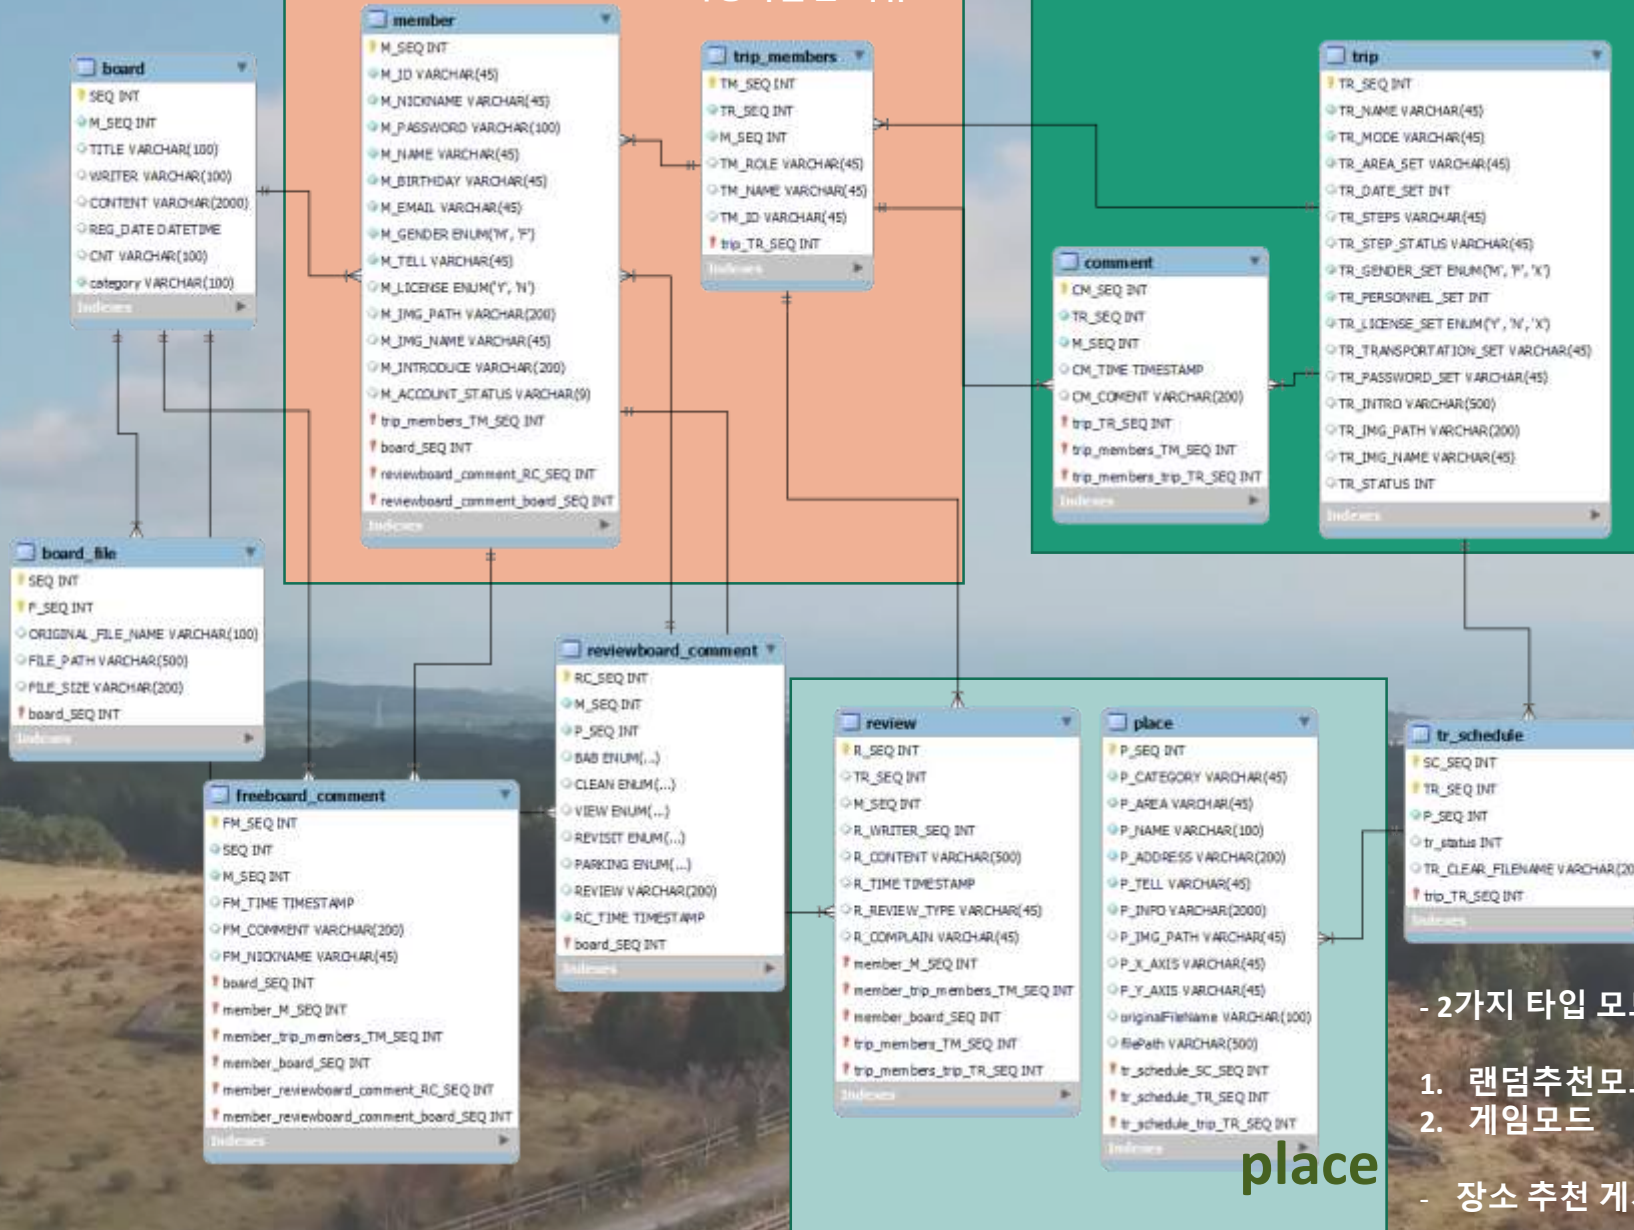 board
SEQ INT
M_SEQ INT
TITLE VARCHAR(100)
WRITER VARCHAR(100)
CONTENT VARCHAR(2000)
REG_DATE DATETIME
CNT VARCHAR(100)
category VARCHAR(100)
Indexes
member
M_SEQ INT
M_ID VARCHAR(45)
M_NICKNAME VARCHAR(45)
M_PASSWORD VARCHAR(100)
M_NAME VARCHAR(45)
M_BIRTHDAY VARCHAR(45)
M_EMAIL VARCHAR(45)
M_GENDER ENUM('M', 'F')
M_TELL VARCHAR(45)
M_LICENSE ENUM('Y', 'N')
M_IMG_PATH VARCHAR(200)
M_IMG_NAME VARCHAR(45)
M_INTRODUCE VARCHAR(200)
M_ACCOUNT_STATUS VARCHAR(9)
trip_members_TM_SEQ INT
board_SEQ INT
reviewboard_comment_RC_SEQ INT
reviewboard_comment_board_SEQ INT
Indexes
trip_members
TM_SEQ INT
TR_SEQ INT
M_SEQ INT
TM_ROLE VARCHAR(45)
TM_NAME VARCHAR(45)
TM_ID VARCHAR(45)
trip_TR_SEQ INT
Indexes
comment
CM_SEQ INT
TR_SEQ INT
M_SEQ INT
CM_TIME TIMESTAMP
CM_COMENT VARCHAR(200)
trip_TR_SEQ INT
trip_members_TM_SEQ INT
trip_members_trip_TR_SEQ INT
Indexes
trip
TR_SEQ INT
TR_NAME VARCHAR(45)
TR_MODE VARCHAR(45)
TR_AREA_SET VARCHAR(45)
TR_DATE_SET INT
TR_STEPS VARCHAR(45)
TR_STEP_STATUS VARCHAR(45)
TR_GENDER_SET ENUM('M', 'F', 'X')
TR_PERSONNEL_SET INT
TR_LICENSE_SET ENUM('Y', 'N', 'X')
TR_TRANSPORTATION_SET VARCHAR(45)
TR_PASSWORD_SET VARCHAR(45)
TR_INTRO VARCHAR(500)
TR_IMG_PATH VARCHAR(200)
TR_IMG_NAME VARCHAR(45)
TR_STATUS INT
Indexes
board_file
SEQ INT
F_SEQ INT
ORIGINAL_FILE_NAME VARCHAR(100)
FILE_PATH VARCHAR(500)
FILE_SIZE VARCHAR(200)
board_SEQ INT
Indexes
freeboard_comment
FM_SEQ INT
SEQ INT
M_SEQ INT
FM_TIME TIMESTAMP
FM_COMMENT VARCHAR(200)
FM_NICKNAME VARCHAR(45)
board_SEQ INT
member_M_SEQ INT
member_trip_members_TM_SEQ INT
member_board_SEQ INT
member_reviewboard_comment_RC_SEQ INT
member_reviewboard_comment_board_SEQ INT
Indexes
reviewboard_comment
RC_SEQ INT
M_SEQ INT
P_SEQ INT
BAB ENUM(...)
CLEAN ENUM(...)
VIEW ENUM(...)
REVISIT ENUM(...)
PARKING ENUM(...)
REVIEW VARCHAR(200)
RC_TIME TIMESTAMP
board_SEQ INT
Indexes
review
R_SEQ INT
TR_SEQ INT
M_SEQ INT
R_WRITER_SEQ INT
R_CONTENT VARCHAR(500)
R_TIME TIMESTAMP
R_REVIEW_TYPE VARCHAR(45)
R_COMPLAIN VARCHAR(45)
member_M_SEQ INT
member_trip_members_TM_SEQ INT
member_board_SEQ INT
trip_members_TM_SEQ INT
trip_members_trip_TR_SEQ INT
Indexes
place
P_SEQ INT
P_CATEGORY VARCHAR(45)
P_AREA VARCHAR(45)
P_NAME VARCHAR(100)
P_ADDRESS VARCHAR(200)
P_TELL VARCHAR(45)
P_INFO VARCHAR(2000)
P_IMG_PATH VARCHAR(45)
P_X_AXIS VARCHAR(45)
P_Y_AXIS VARCHAR(45)
originalFileName VARCHAR(100)
filePath VARCHAR(500)
tr_schedule_SC_SEQ INT
tr_schedule_TR_SEQ INT
tr_schedule_trip_TR_SEQ INT
Indexes
place
tr_schedule
SC_SEQ INT
TR_SEQ INT
P_SEQ INT
tr_status INT
TR_CLEAR_FILENAME VARCHAR(20
trip_TR_SEQ INT
Indexes
- 2가지 타입
1. 랜덤추천모
2. 게임모드
- 장소 추천